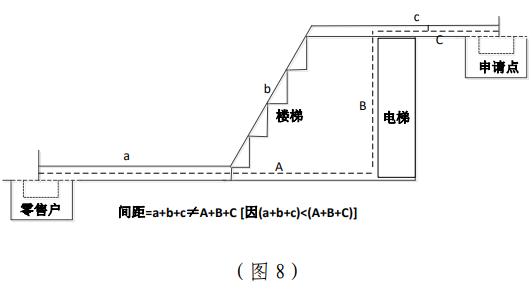 c
C
申请点
b
楼梯
B
电梯
a
A
零售户
间距=a+b+c≠A+B+C [因(a+b+c)<(A+B+C)]
(图8)